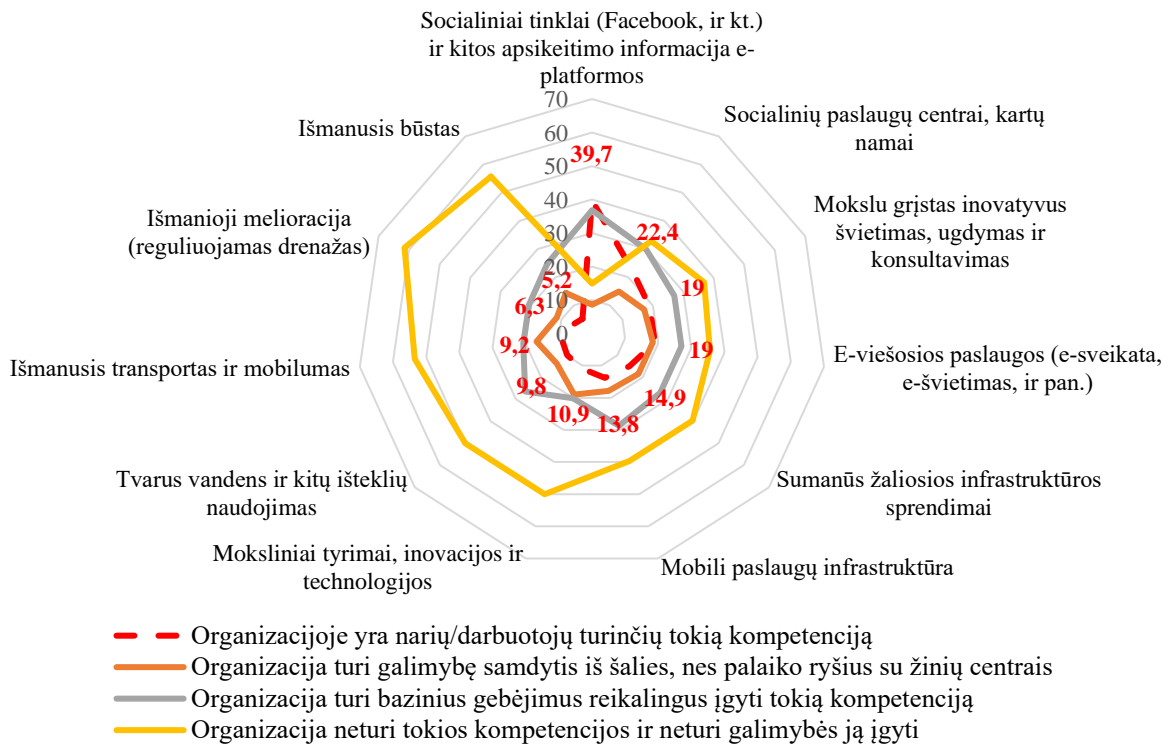 Socialiniai tinklai (Facebook, ir kt.)
ir kitos apsikeitimo informacija e-
platformos
Socialinių paslaugų centrai, kartų
namai
Mokslu grįstas inovatyvus
švietimas, ugdymas ir
konsultavimas
E-viešosios paslaugos (e-sveikata,
e-švietimas, ir pan.)
Sumanūs žaliosios infrastruktūros
sprendimai
Mobili paslaugų infrastruktūra
Moksliniai tyrimai, inovacijos ir
technologijos
Tvarus vandens ir kitų išteklių
naudojimas
Išmanusis transportas ir mobilumas
Išmanioji melioracija
(reguliuojamas drenažas)
Išmanusis būstas
70
60
50
40
30
20
10
0
39,7
22,4
19
19
14,9
13,8
10,9
9,8
9,2
6,3
5,2
Organizacijoje yra narių/darbuotojų turinčių tokią kompetenciją
Organizacija turi galimybę samdytis iš šalies, nes palaiko ryšius su žinių centrais
Organizacija turi bazinius gebėjimus reikalingus įgyti tokią kompetenciją
Organizacija neturi tokios kompetencijos ir neturi galimybės ją įgyti